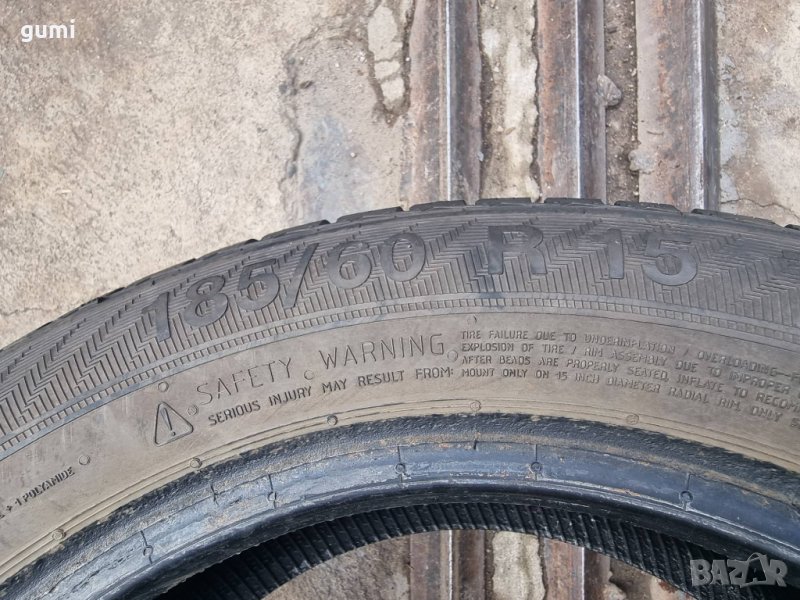 gumi
185/60 R 15
SAFETY WARNING
SERIOUS INJURY MAY RESULT FROM:
TIRE FAILURE DUE TO UNDERINFLATION / OVERLOADING-F
EXPLOSION OF TIRE / RIM ASSEMBLY DUE TO IMPROPER
AFTER BEADS ARE PROPERLY SEATED. INFLATE TO RECOM
MOUNT ONLY ON 15 INCH DIAMETER RADIAL RIM. ONLY
+ 1 POLYAMIDE
BAZAR